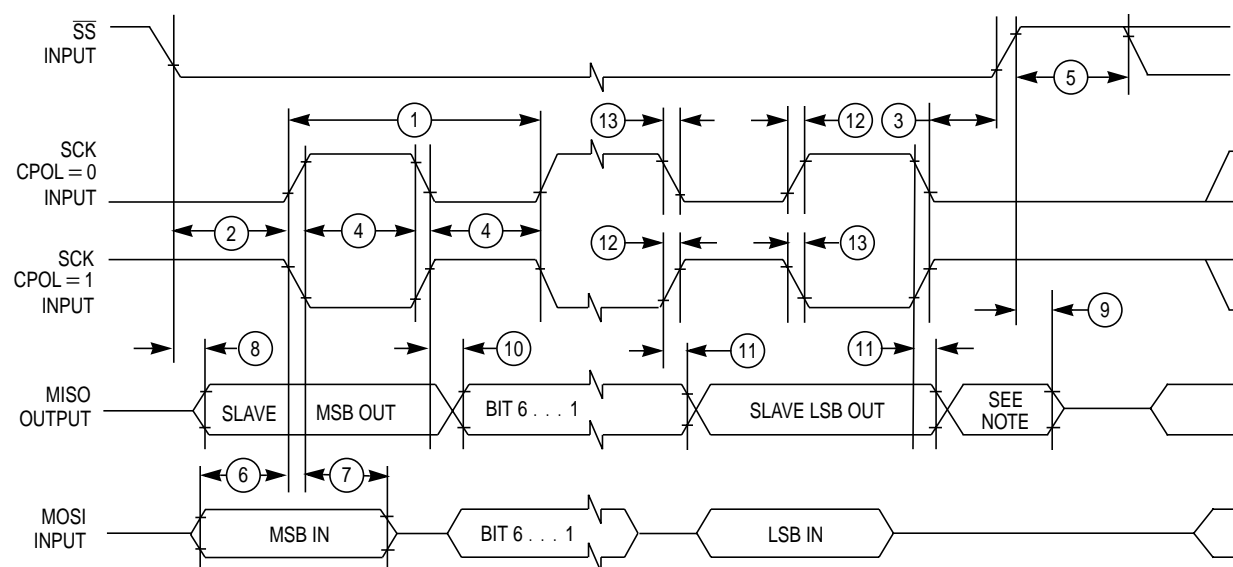 SS
INPUT
5
1
13
12
3
SCK
CPOL = 0
INPUT
2
4
4
12
13
SCK
CPOL = 1
INPUT
9
8
10
11
11
MISO
OUTPUT
SLAVE
MSB OUT
BIT 6 . . . 1
SLAVE LSB OUT
SEE
NOTE
6
7
MOSI
INPUT
MSB IN
BIT 6 . . . 1
LSB IN